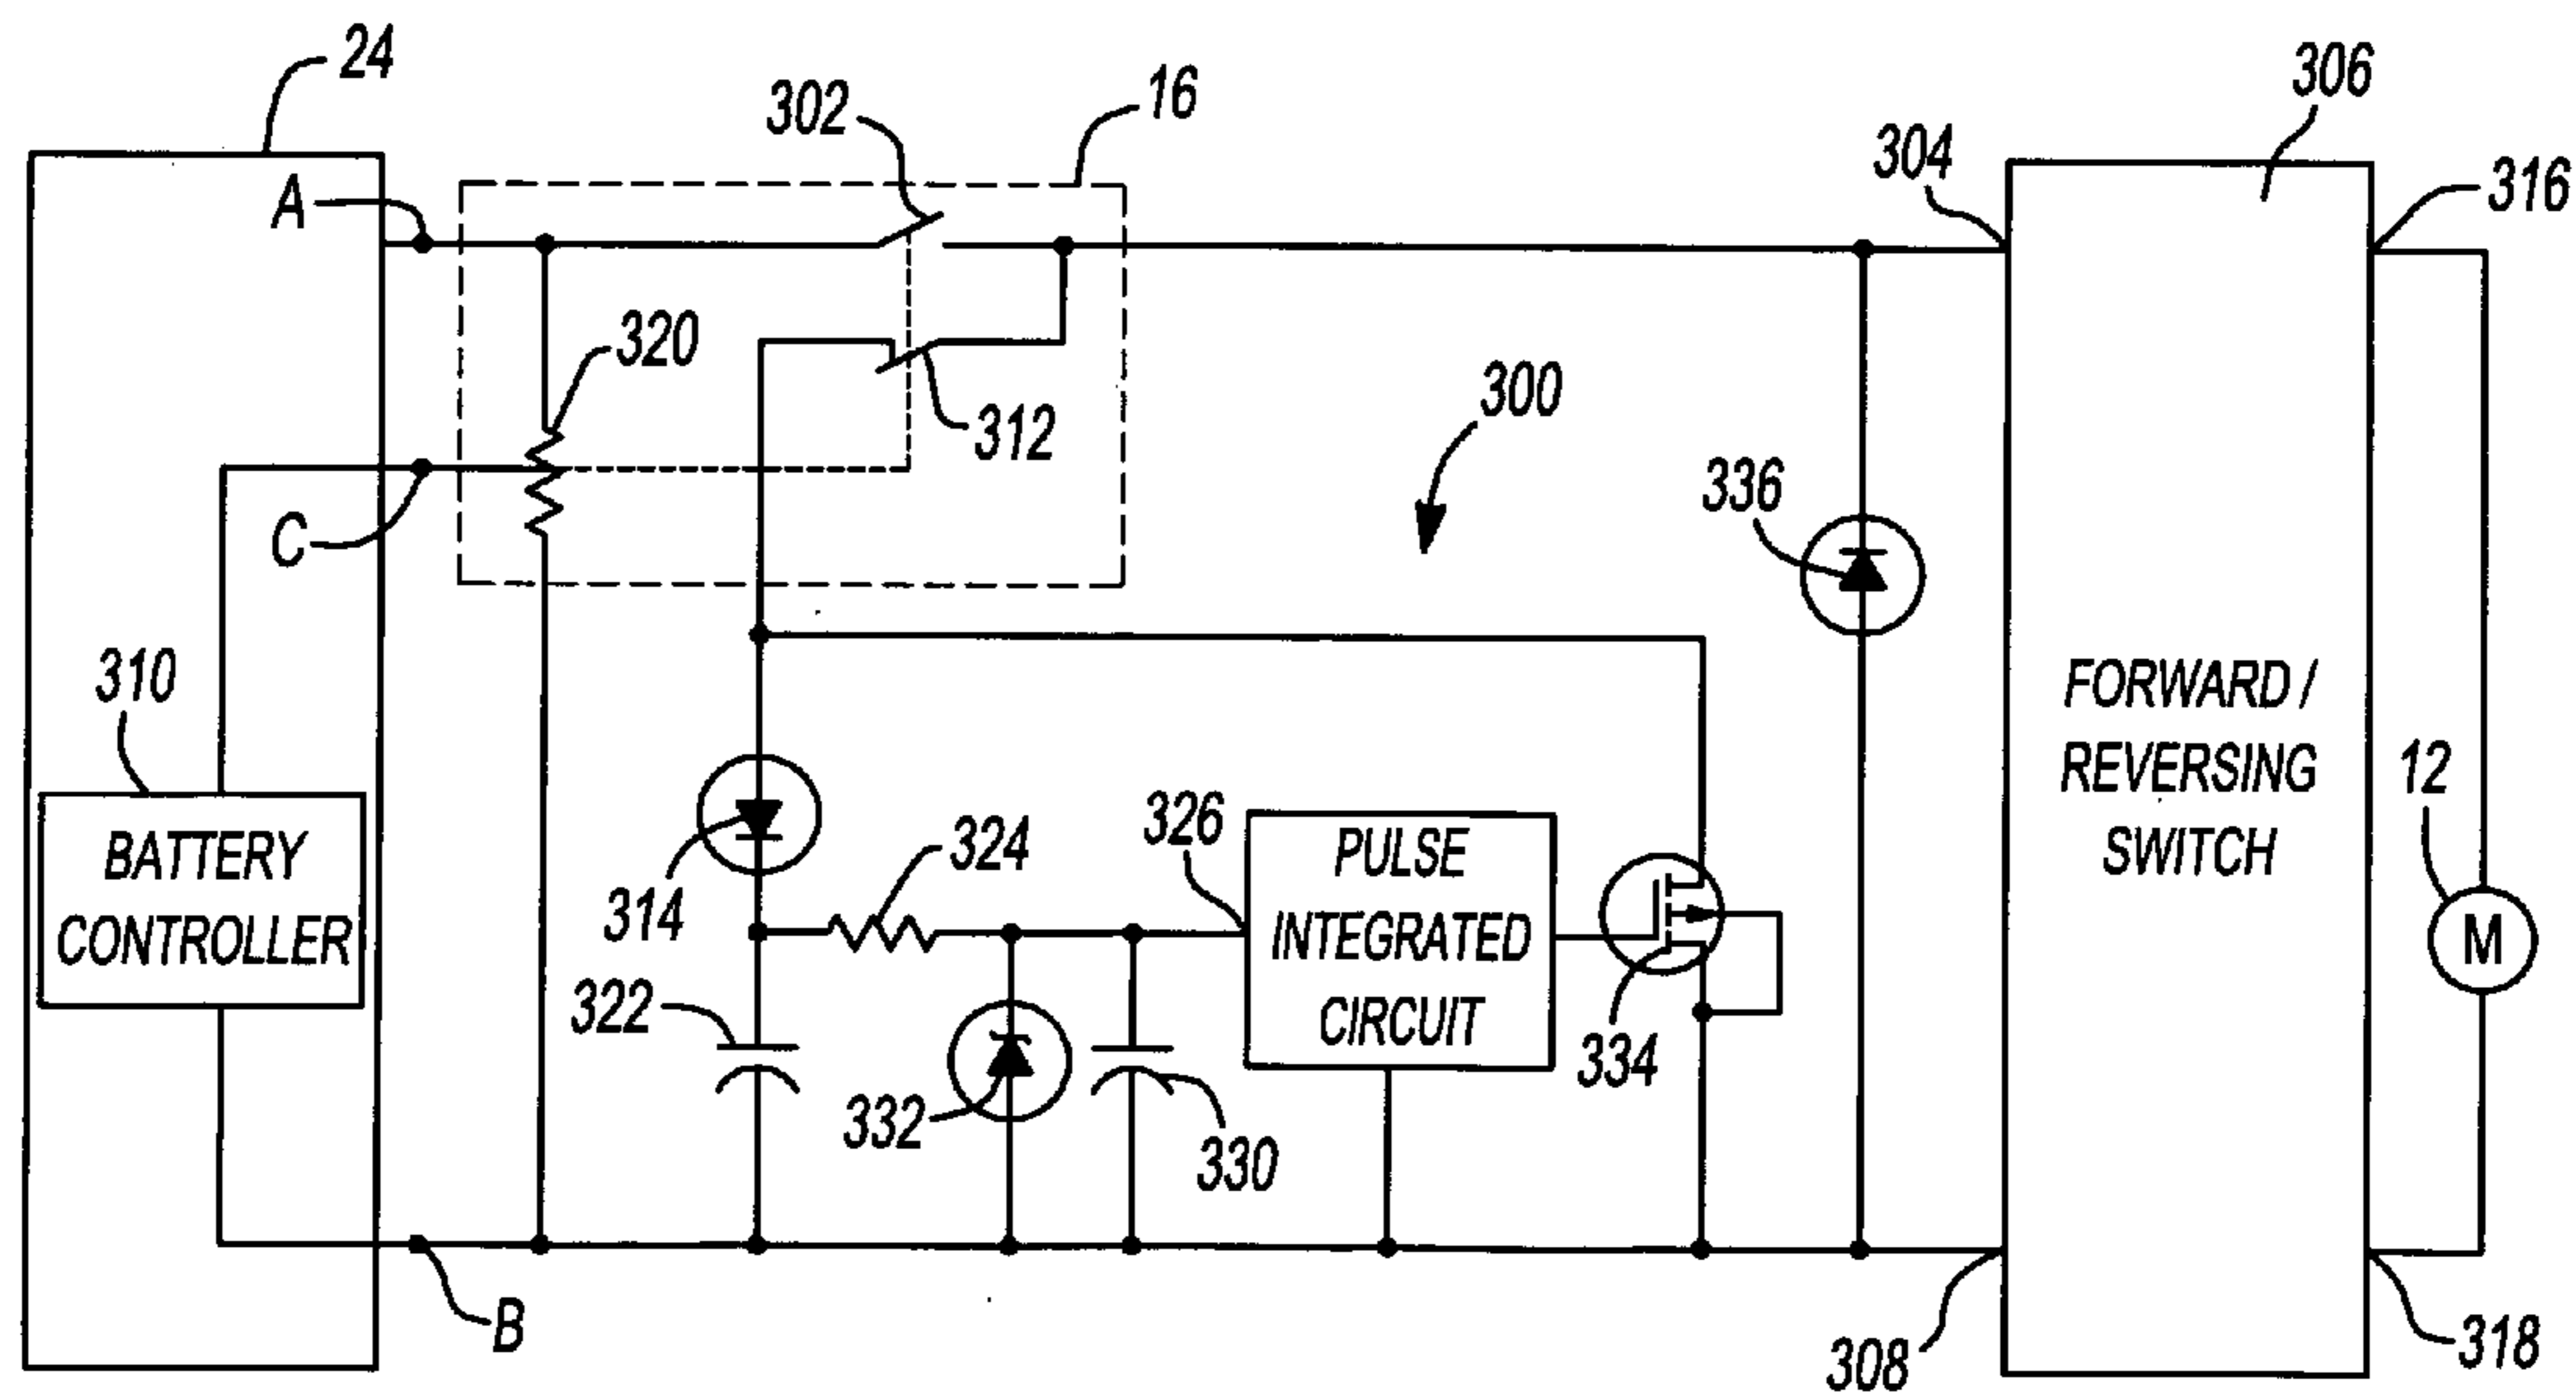 24
302
16
306
304
316
A
320
312
300
336
C
310
BATTERY
CONTROLLER
314
324
326
PULSE
INTEGRATED
CIRCUIT
FORWARD /
REVERSING
SWITCH
12
M
322
332
330
334
B
308
318